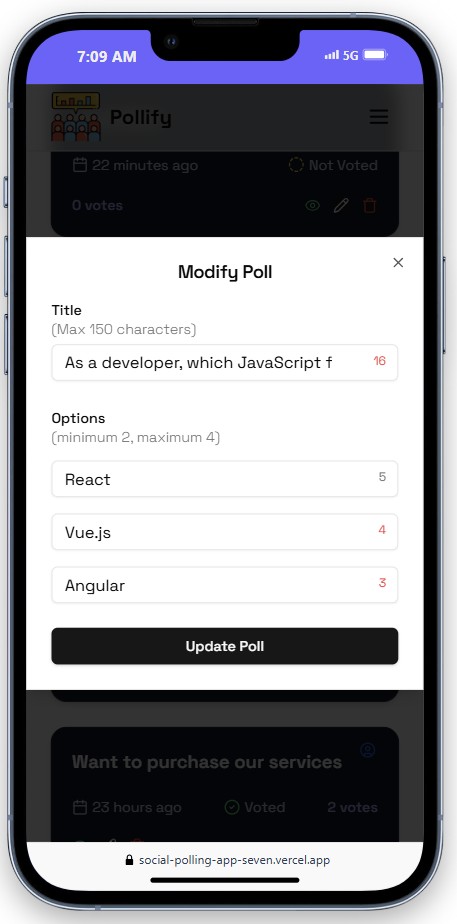 7:09 AM
5G
Pollify
22 minutes ago
Not Voted
0 votes
Modify Poll
Title
(Max 150 characters)
As a developer, which JavaScript f
16
Options
(minimum 2, maximum 4)
React
5
Vue.js
4
Angular
3
Update Poll
Want to purchase our services
23 hours ago
Voted
2 votes
social-polling-app-seven.vercel.app